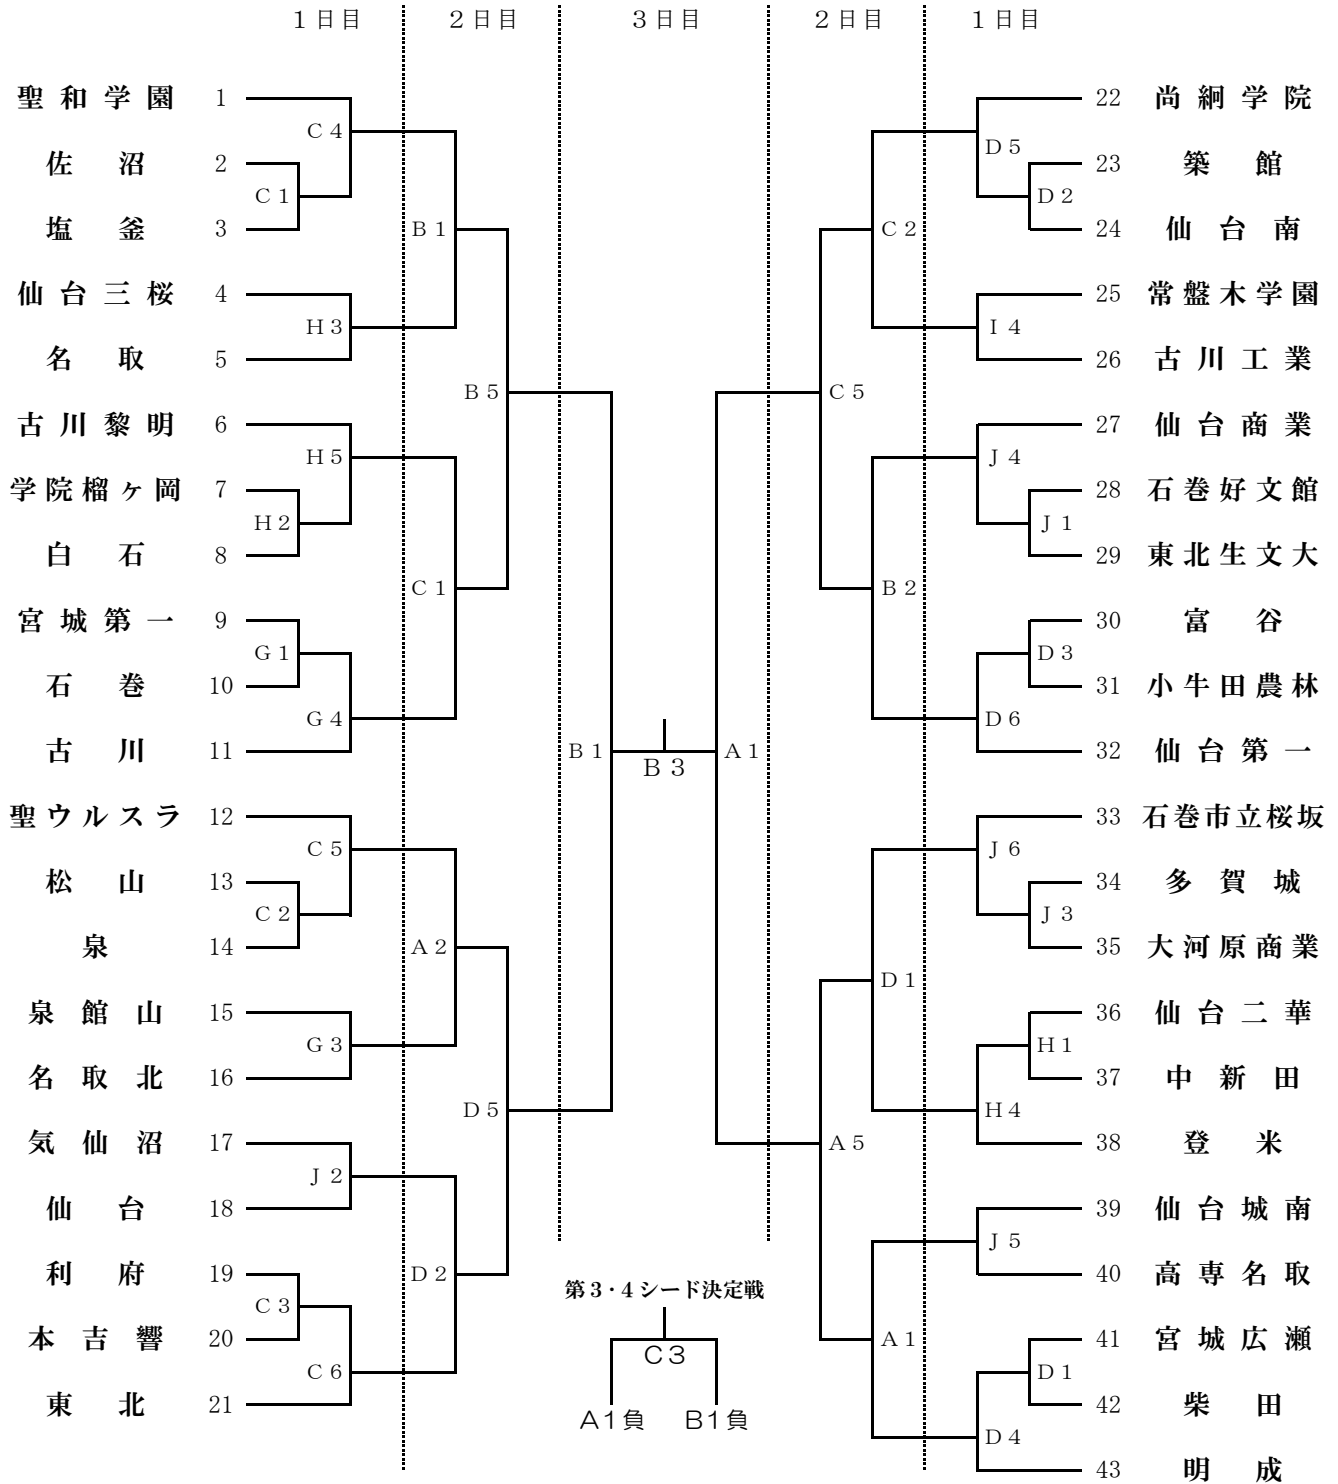 １日目 ２日目 ３日目 ２日目 １日目
聖和学園 1 22 尚絅学院
C4
D5
佐沼 2 23 築館
C1 D2
塩釜 3 B1 C2 24 仙台南
仙台三桜 4 25 常盤木学園
H3 I4
名取 5 26 古川工業
B5 C5
古川黎明 6 27 仙台商業
H5 J4
学院榴ヶ岡 7 28 石巻好文館
H2 J1
白石 8 29 東北生文大
C1 B2
宮城第一 9 30 富谷
G1 D3
石巻 10 31 小牛田農林
G4 D6
古川 11 B1 A1 32 仙台第一
B3
聖ウルスラ 12 33 石巻市立桜坂
C5 J6
松山 13 34 多賀城
C2 J3
泉 14 A2 35 大河原商業
D1
泉館山 15 36 仙台二華
G3 H1
名取北 16 37 中新田
D5 H4
気仙沼 17 A5 38 登米
J2
仙台 18 39 仙台城南
J5
利府 19 D2 40 高専名取
第3・4シード決定戦
C3
本吉響 20 A1 41 宮城広瀬
C3
C6 D1
東北 21 42 柴田
A1負 B1負
D4
43 明成